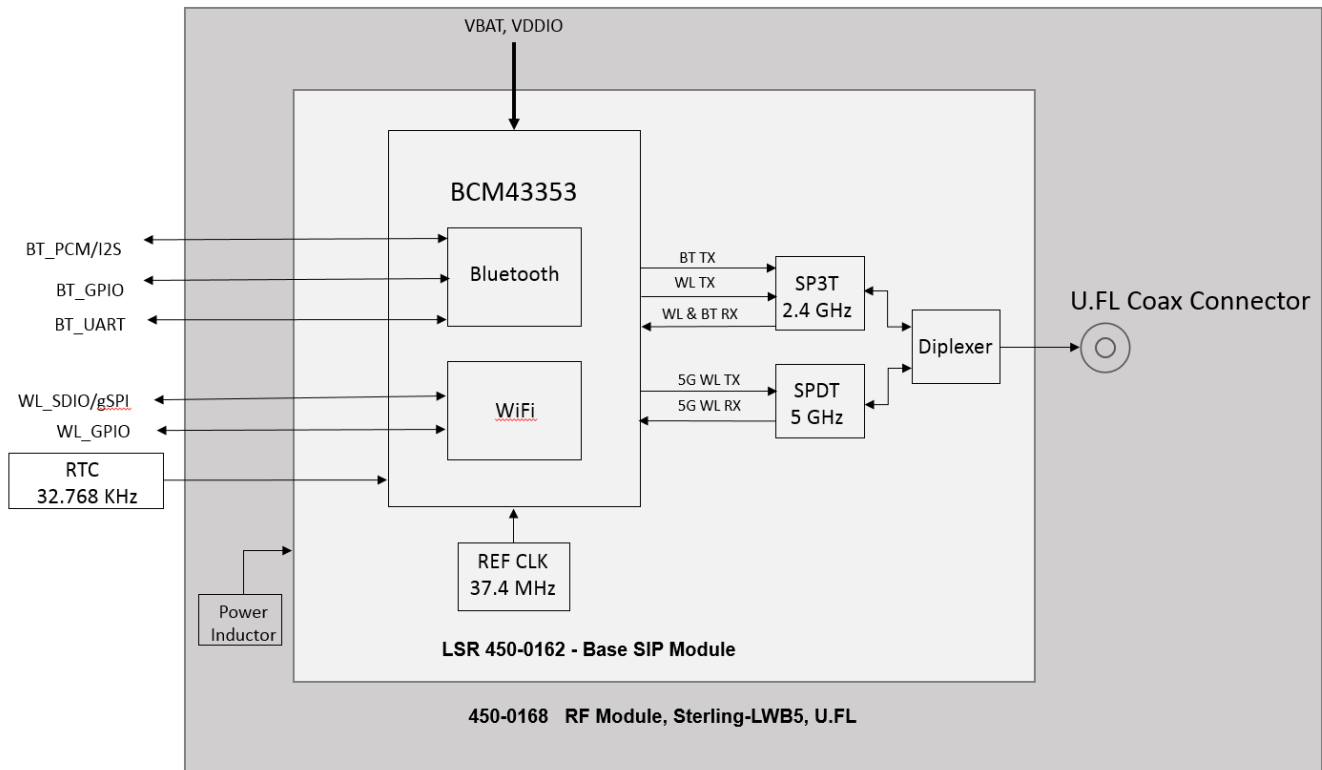 VBAT, VDDIO
BCM43353
BT_PCM/I2S
Bluetooth
BT_GPIO
BT_UART
BT TX
WL TX
WL & BT RX
SP3T
2.4 GHz
U.FL Coax Connector
Diplexer
WL_SDIO/gSPI
WL_GPIO
WiFi
5G WL TX
5G WL RX
SPDT
5 GHz
RTC
32.768 KHz
REF CLK
37.4 MHz
Power
Inductor
LSR 450-0162 - Base SIP Module
450-0168 RF Module, Sterling-LWB5, U.FL